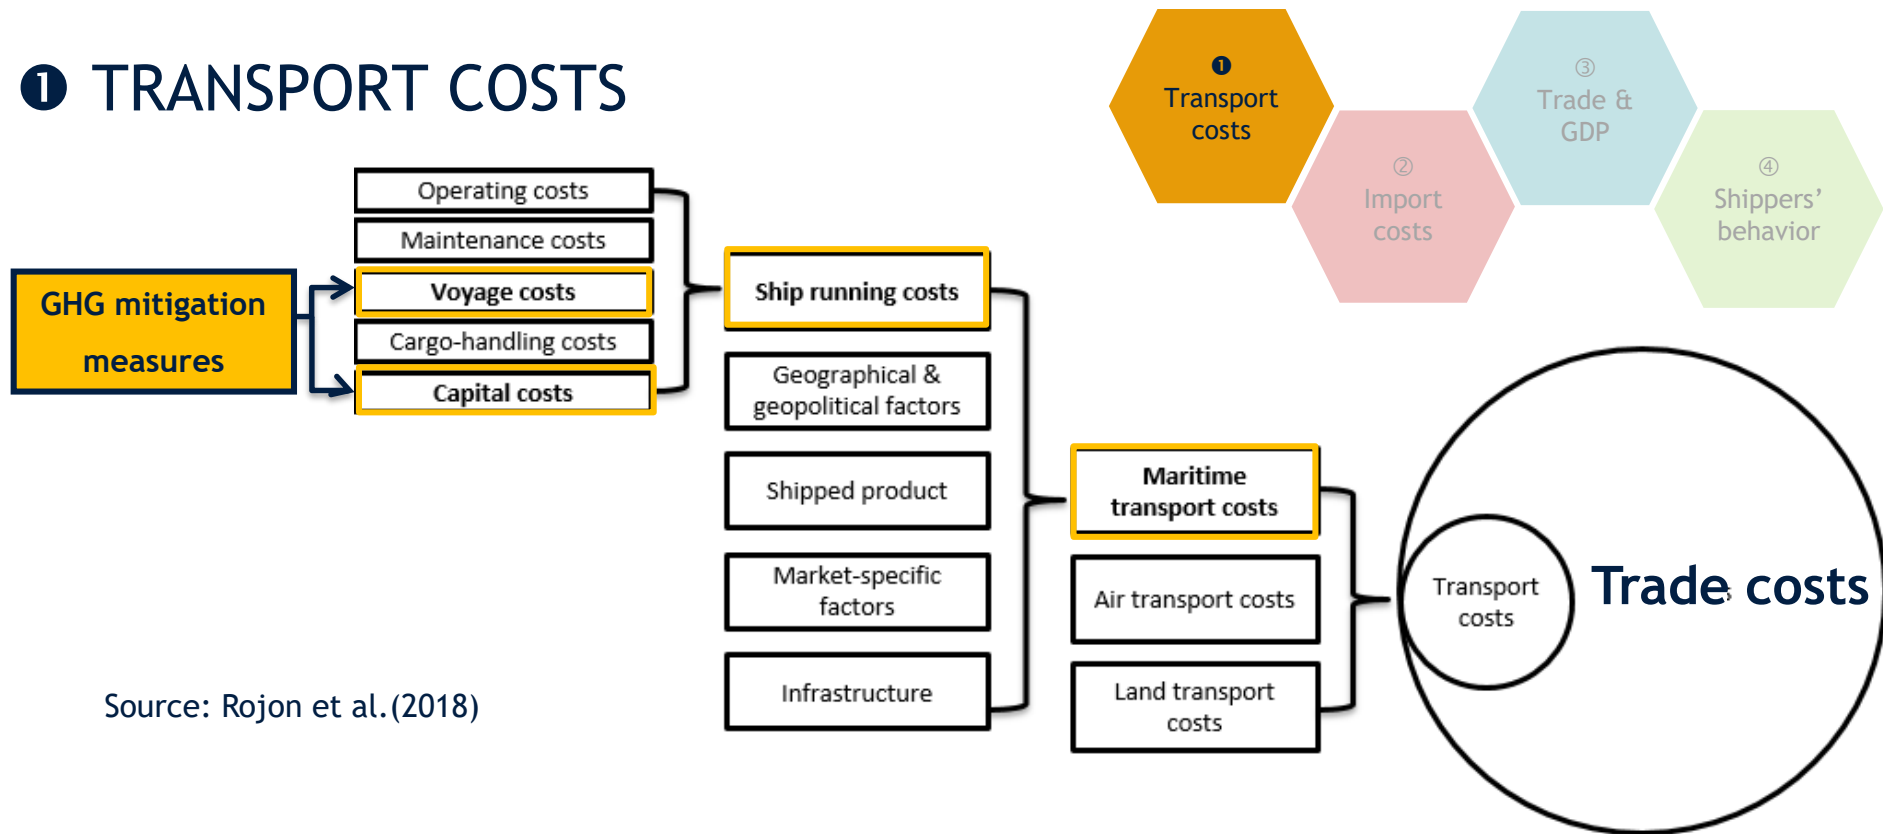 ❶ TRANSPORT COSTS
❶
Transport
costs
②
Import
costs
③
Trade &
GDP
④
Shippers'
behavior
GHG mitigation
measures
Operating costs
Maintenance costs
Voyage costs
Cargo-handling costs
Capital costs
Ship running costs
Geographical &
geopolitical factors
Shipped product
Market-specific
factors
Infrastructure
Maritime
transport costs
Air transport costs
Land transport
costs
Transport
costs
Trade costs
Source: Rojon et al.(2018)